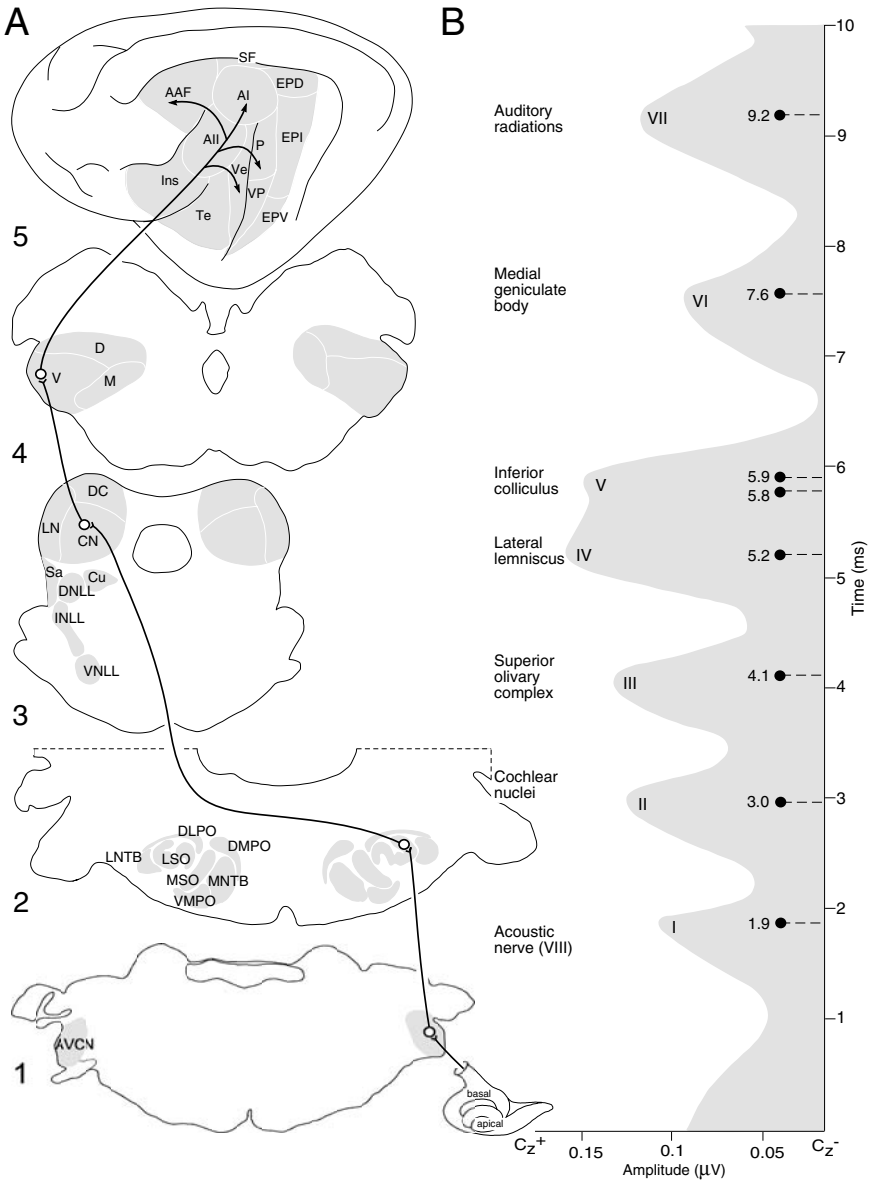 A
SF
EPD
AAF
AI
AII
P
EPI
Ve
Ins
VP
Te
EPV
5
D
V
M
4
DC
LN
CN
Sa
Cu
DNLL
INLL
VNLL
3
DLPO
DMPO
LNTB
LSO
MSO
MNTB
VMPO
2
AVCN
1
basal
apical
B
Auditory
radiations
VII
9.2
Medial
geniculate
body
VI
7.6
Inferior
colliculus
V
5.9
5.8
Lateral
lemniscus
IV
5.2
Superior
olivary
complex
III
4.1
Cochlear
nuclei
II
3.0
Acoustic
nerve (VIII)
I
1.9
10
9
8
7
6
5
4
3
2
1
Time (ms)
Cz+
0.15
0.1
0.05
Cz-
Amplitude (μV)